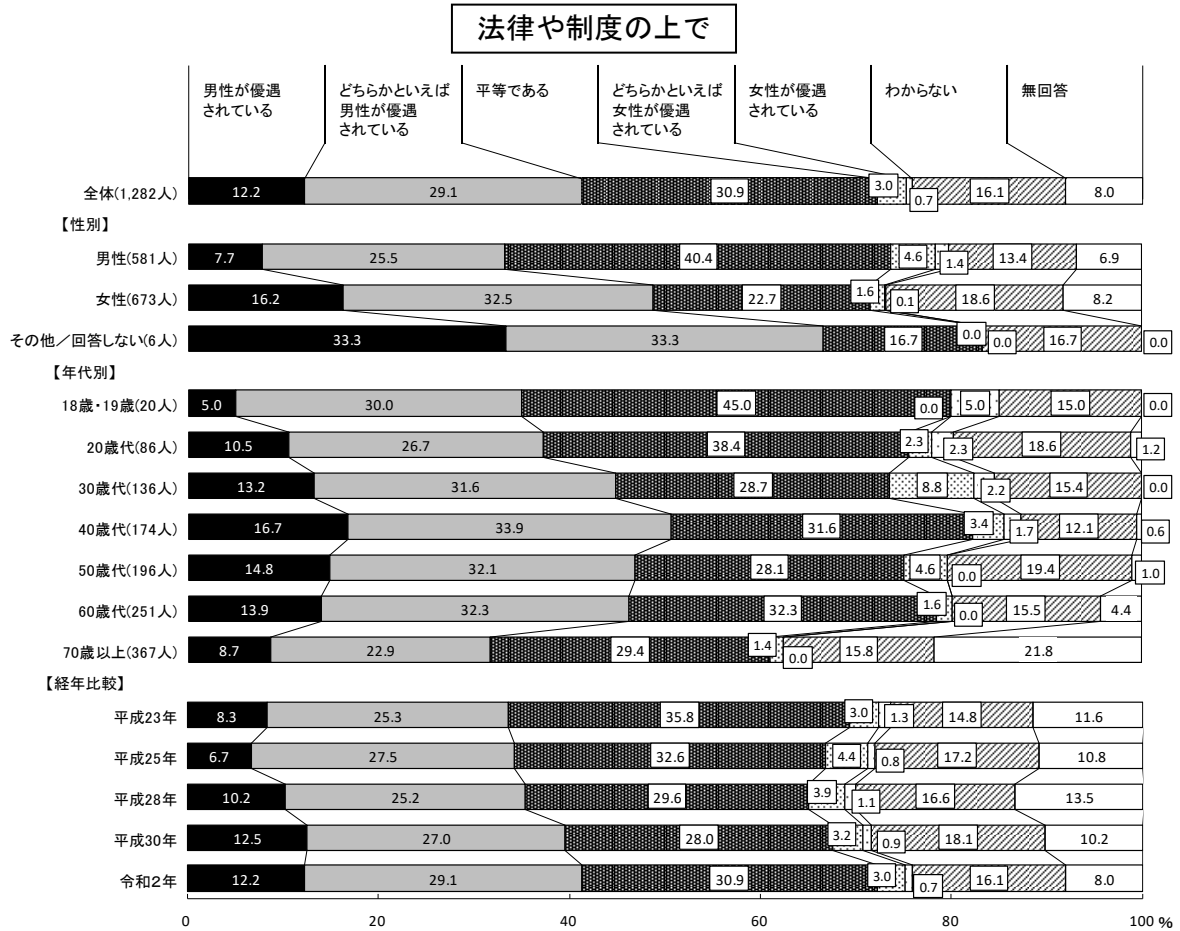 法律や制度の上で
男性が優遇
されている
どちらかといえば
男性が優遇
されている
平等である
どちらかといえば
女性が優遇
されている
女性が優遇
されている
わからない
無回答
全体(1,282人) 12.2 29.1 30.9 3.0 0.7 16.1 8.0
【性別】
男性(581人) 7.7 25.5 40.4 4.6 1.4 13.4 6.9
女性(673人) 16.2 32.5 22.7 1.6 0.1 18.6 8.2
その他／回答しない(6人) 33.3 33.3 16.7 0.0 0.0 16.7 0.0
【年代別】
18歳・19歳(20人) 5.0 30.0 45.0 0.0 5.0 15.0 0.0
20歳代(86人) 10.5 26.7 38.4 2.3 2.3 18.6 1.2
30歳代(136人) 13.2 31.6 28.7 8.8 2.2 15.4 0.0
40歳代(174人) 16.7 33.9 31.6 3.4 1.7 12.1 0.6
50歳代(196人) 14.8 32.1 28.1 4.6 0.0 19.4 1.0
60歳代(251人) 13.9 32.3 32.3 1.6 0.0 15.5 4.4
70歳以上(367人) 8.7 22.9 29.4 1.4 0.0 15.8 21.8
【経年比較】
平成23年 8.3 25.3 35.8 3.0 1.3 14.8 11.6
平成25年 6.7 27.5 32.6 4.4 0.8 17.2 10.8
平成28年 10.2 25.2 29.6 3.9 1.1 16.6 13.5
平成30年 12.5 27.0 28.0 3.2 0.9 18.1 10.2
令和２年 12.2 29.1 30.9 3.0 0.7 16.1 8.0
0 20 40 60 80 100 %